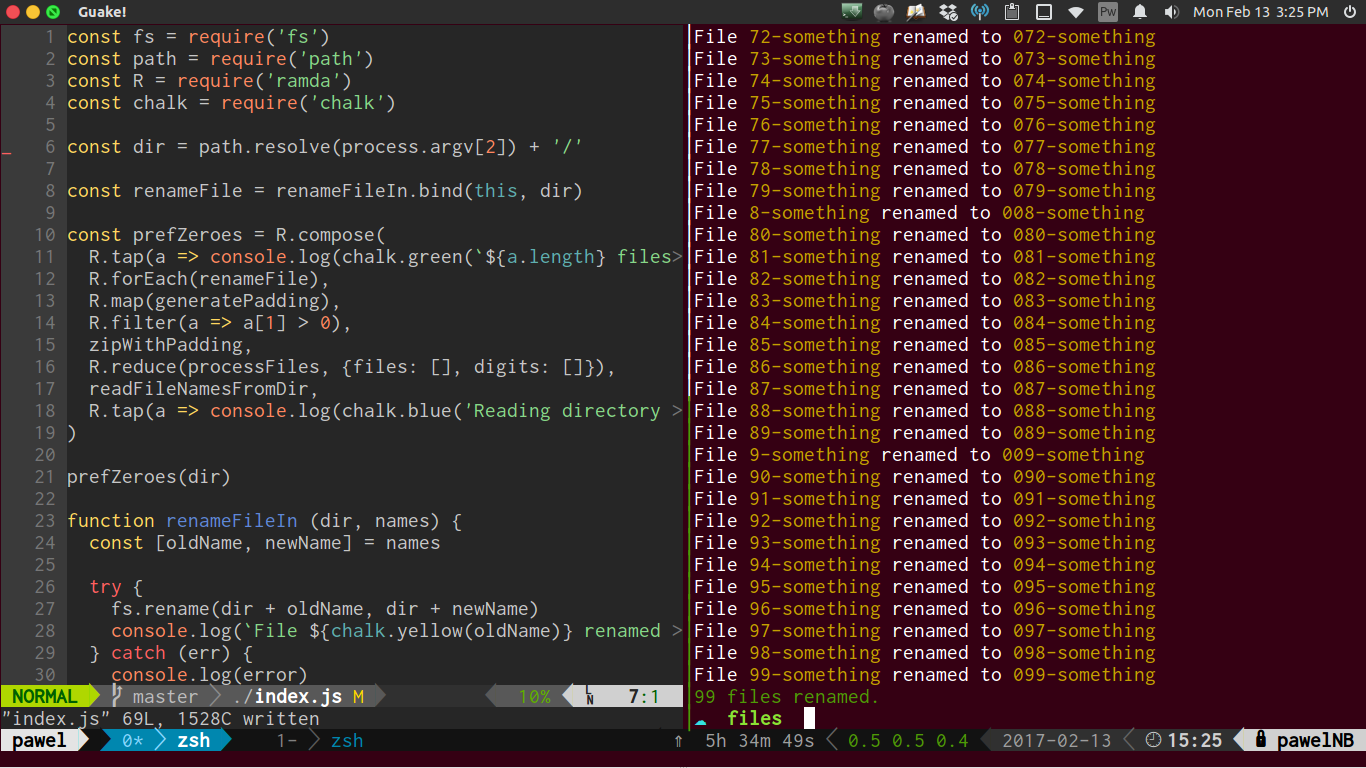 Guake!
Pw
Mon Feb 13 3:25 PM
1 const fs = require('fs')
2 const path = require('path')
3 const R = require('ramda')
4 const chalk = require('chalk')
5
6 const dir = path.resolve(process.argv[2]) + '/'
7
8 const renameFile = renameFileIn.bind(this, dir)
9
10 const prefZeroes = R.compose(
11   R.tap(a => console.log(chalk.green(`${a.length} files>
12   R.forEach(renameFile),
13   R.map(generatePadding),
14   R.filter(a => a[1] > 0),
15   zipWithPadding,
16   R.reduce(processFiles, {files: [], digits: []}),
17   readFileNamesFromDir,
18   R.tap(a => console.log(chalk.blue('Reading directory >
19 )
20
21 prefZeroes(dir)
22
23 function renameFileIn (dir, names) {
24   const [oldName, newName] = names
25
26   try {
27     fs.rename(dir + oldName, dir + newName)
28     console.log(`File ${chalk.yellow(oldName)} renamed >
29   } catch (err) {
30     console.log(error)
NORMAL master ./index.js M 10% LN 7:1
"index.js" 69L, 1528C written
File 72-something renamed to 072-something
File 73-something renamed to 073-something
File 74-something renamed to 074-something
File 75-something renamed to 075-something
File 76-something renamed to 076-something
File 77-something renamed to 077-something
File 78-something renamed to 078-something
File 79-something renamed to 079-something
File 8-something renamed to 008-something
File 80-something renamed to 080-something
File 81-something renamed to 081-something
File 82-something renamed to 082-something
File 83-something renamed to 083-something
File 84-something renamed to 084-something
File 85-something renamed to 085-something
File 86-something renamed to 086-something
File 87-something renamed to 087-something
File 88-something renamed to 088-something
File 89-something renamed to 089-something
File 9-something renamed to 009-something
File 90-something renamed to 090-something
File 91-something renamed to 091-something
File 92-something renamed to 092-something
File 93-something renamed to 093-something
File 94-something renamed to 094-something
File 95-something renamed to 095-something
File 96-something renamed to 096-something
File 97-something renamed to 097-something
File 98-something renamed to 098-something
File 99-something renamed to 099-something
99 files renamed.
☁ files
pawel 0* zsh 1- zsh ⇑ 5h 34m 49s 0.5 0.5 0.4 2017-02-13 15:25 pawelNB